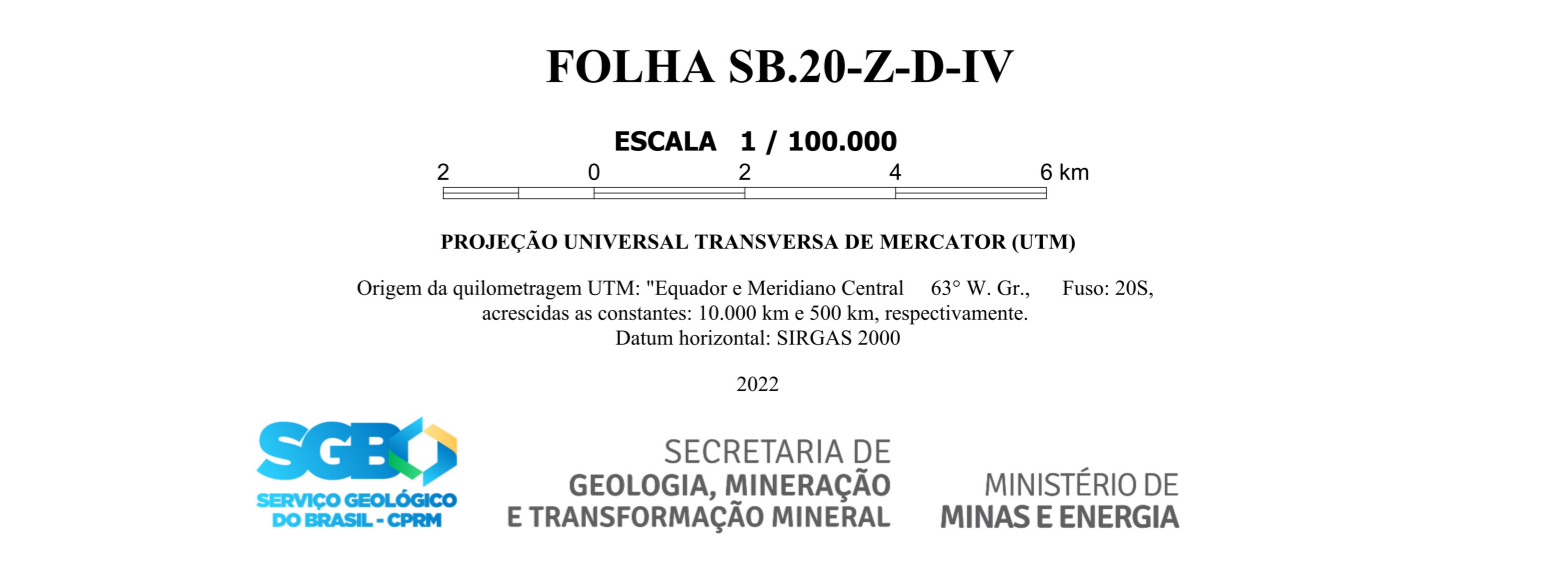 FOLHA SB.20-Z-D-IV
ESCALA 1 / 100.000
2 0 2 4 6 km
PROJEÇÃO UNIVERSAL TRANSVERSA DE MERCATOR (UTM)
Origem da quilometragem UTM: "Equador e Meridiano Central 63° W. Gr., Fuso: 20S,
acrescidas as constantes: 10.000 km e 500 km, respectivamente.
Datum horizontal: SIRGAS 2000
2022
SGB
SERVIÇO GEOLÓGICO
DO BRASIL - CPRM
SECRETARIA DE
GEOLOGIA, MINERAÇÃO
E TRANSFORMAÇÃO MINERAL
MINISTÉRIO DE
MINAS E ENERGIA